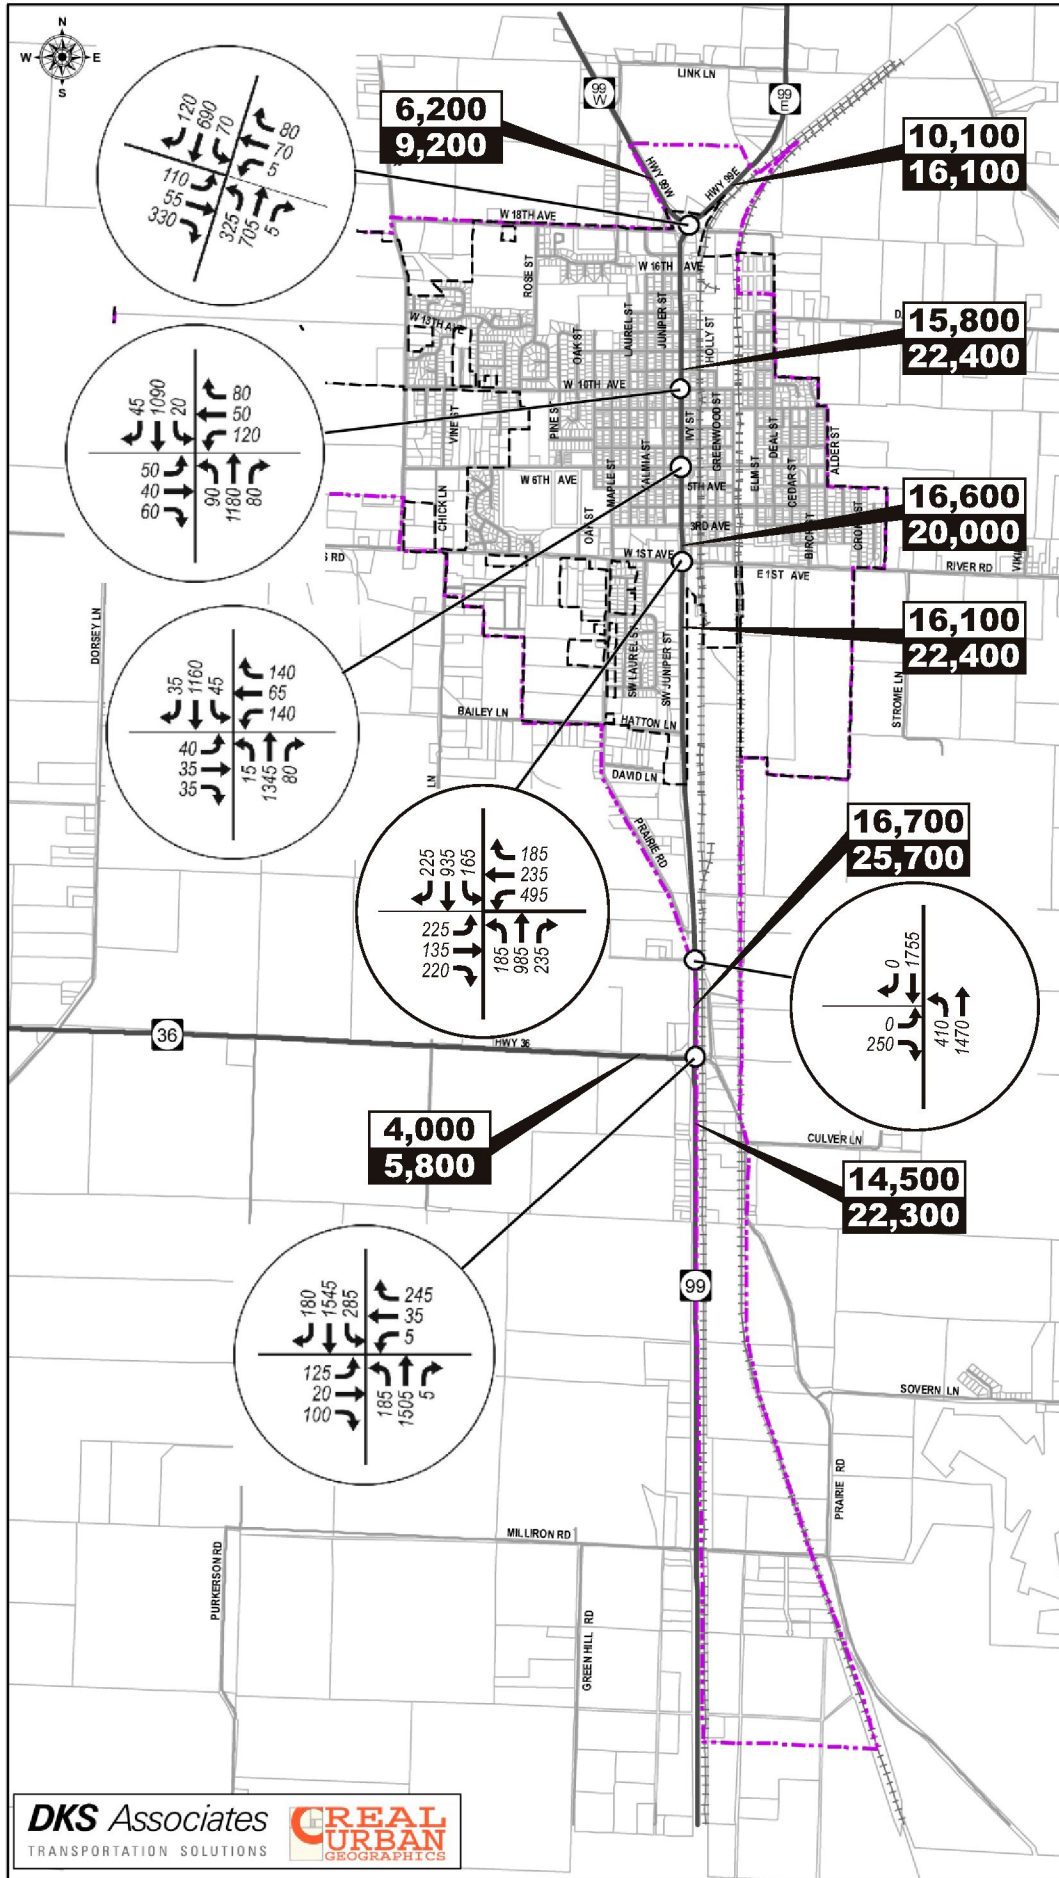 N
W E
S
LINK LN
99
W
99
E
6,200
9,200
10,100
16,100
HWY 99W
HWY 99E
120
690
70
80
70
5
110
55
330
325
705
5
W 18TH AVE
W 16TH AVE
ROSE ST
LAUREL ST
JUNIPER ST
HOLLY ST
W 13TH AVE
OAK ST
15,800
22,400
D
W 10TH AVE
45
1090
20
80
50
120
50
40
60
90
1180
80
VINE ST
PINE ST
IVY ST
GREENWOOD ST
DEAL ST
ALDER ST
KALMIA ST
MAPLE ST
W 6TH AVE
5TH AVE
ELM ST
CEDAR ST
CHICK LN
OAK ST
3RD AVE
BIRCH ST
16,600
20,000
S RD
W 1ST AVE
E 1ST AVE
RIVER RD
VIKI
DORSEY LN
16,100
22,400
SW LAUREL ST
SW JUNIPER ST
STROME LN
35
1160
45
140
65
140
40
35
35
15
1345
80
BAILEY LN
HATTON LN
LN
DAVID LN
PRAIRIE RD
16,700
25,700
225
935
165
185
235
495
225
135
220
185
985
235
0
1755
0
250
410
1470
36
HWY 36
4,000
5,800
CULVER LN
14,500
22,300
99
180
1545
285
245
35
5
125
20
100
185
1505
5
SOVERN LN
PRAIRIE RD
MILLIRON RD
PURKERSON RD
GREEN HILL RD
DKS Associates
TRANSPORTATION SOLUTIONS
REAL
URBAN
GEOGRAPHICS